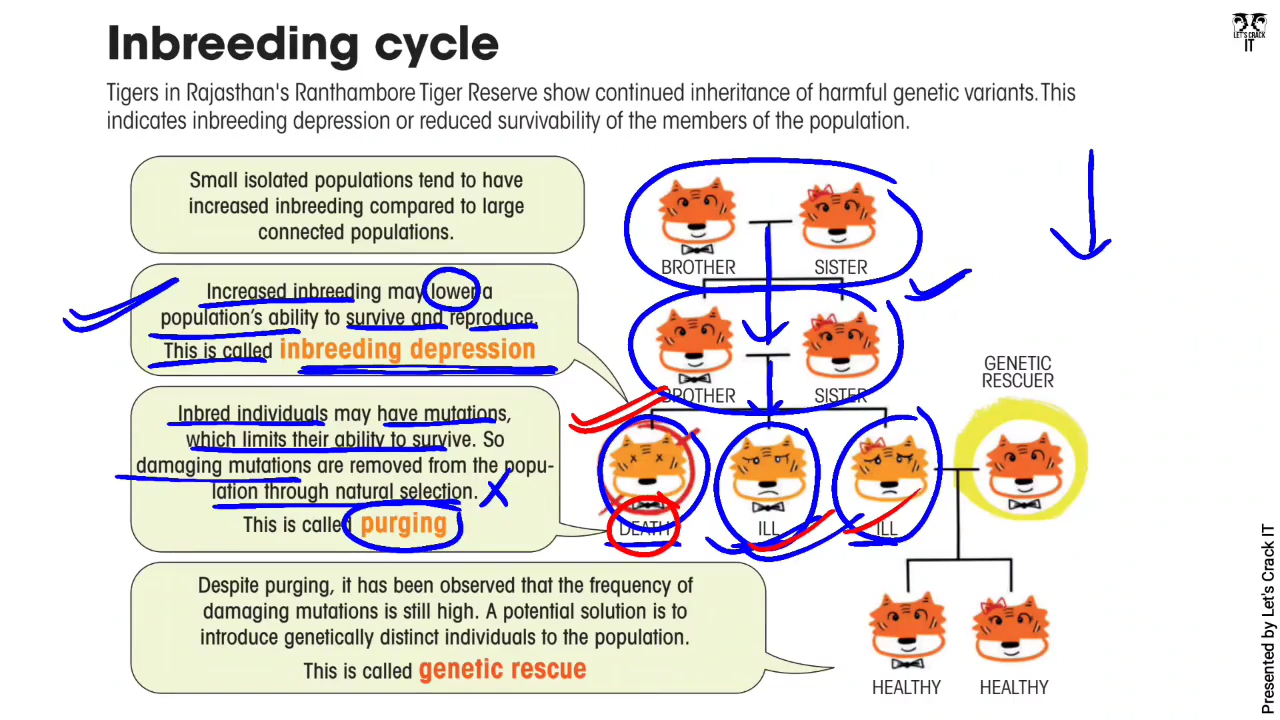 LET'S CRACK
IT
Inbreeding cycle
Tigers in Rajasthan's Ranthambore Tiger Reserve show continued inheritance of harmful genetic variants. This
indicates inbreeding depression or reduced survivability of the members of the population.
Small isolated populations tend to have
increased inbreeding compared to large
connected populations.
BROTHER
SISTER
Increased inbreeding may lower a
population's ability to survive and reproduce.
This is called inbreeding depression
BROTHER
SISTER
GENETIC
RESCUER
Inbred individuals may have mutations,
which limits their ability to survive. So
damaging mutations are removed from the popu-
lation through natural selection.
This is called purging
DEATH
ILL
ILL
Despite purging, it has been observed that the frequency of
damaging mutations is still high. A potential solution is to
introduce genetically distinct individuals to the population.
This is called genetic rescue
HEALTHY
HEALTHY
Presented by Let's Crack IT